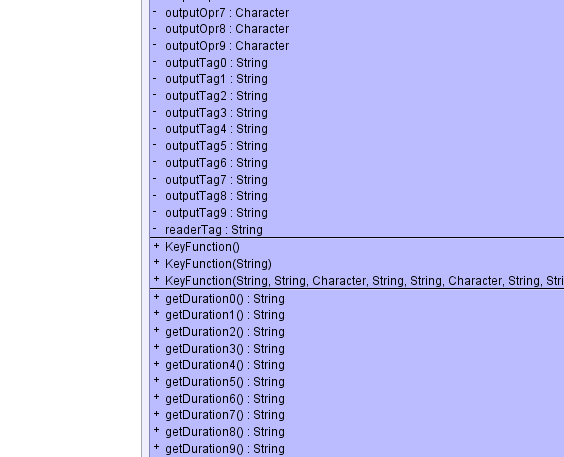 - outputOpr7 : Character
- outputOpr8 : Character
- outputOpr9 : Character
- outputTag0 : String
- outputTag1 : String
- outputTag2 : String
- outputTag3 : String
- outputTag4 : String
- outputTag5 : String
- outputTag6 : String
- outputTag7 : String
- outputTag8 : String
- outputTag9 : String
- readerTag : String
+ KeyFunction()
+ KeyFunction(String)
+ KeyFunction(String, String, Character, String, String, Character, String, Stri
+ getDuration0() : String
+ getDuration1() : String
+ getDuration2() : String
+ getDuration3() : String
+ getDuration4() : String
+ getDuration5() : String
+ getDuration6() : String
+ getDuration7() : String
+ getDuration8() : String
+ getDuration9() : String